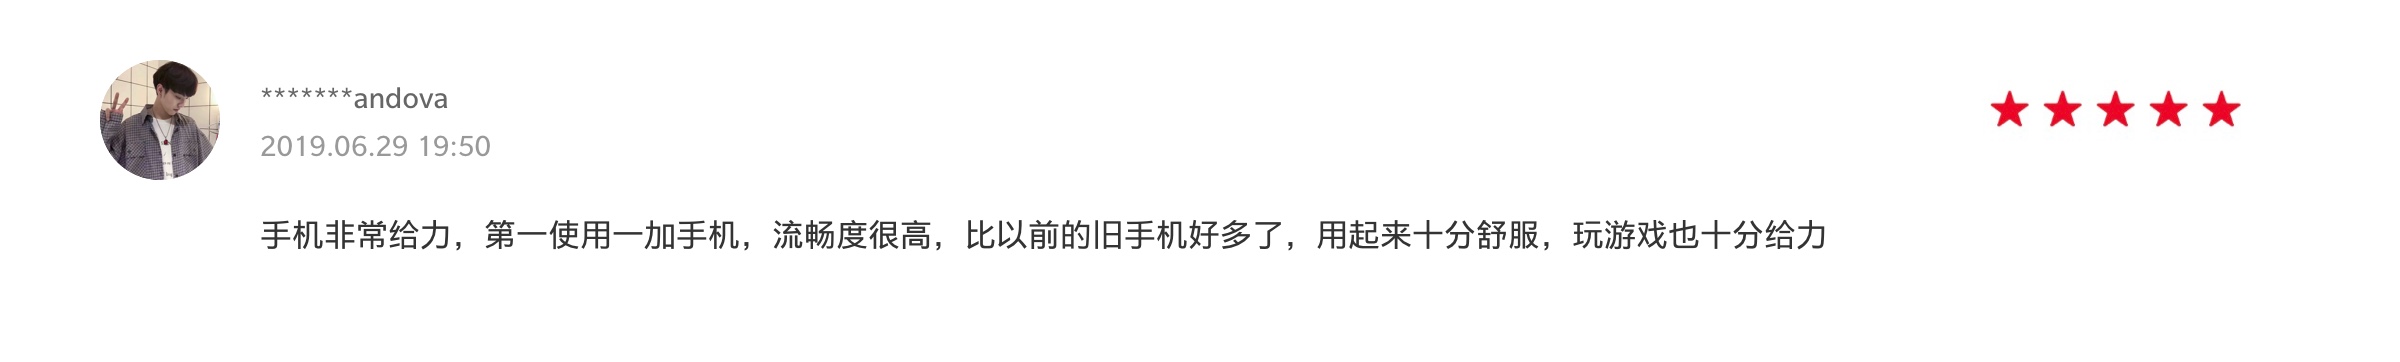 *******andova
2019.06.29 19:50
手机非常给力，第一使用一加手机，流畅度很高，比以前的旧手机好多了，用起来十分舒服，玩游戏也十分给力